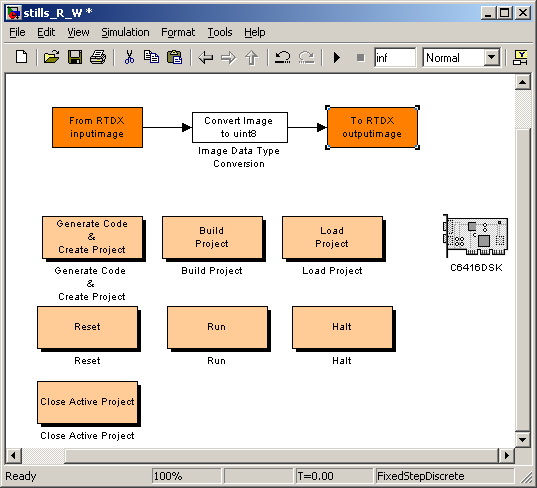 stills_R_W *
File Edit View Simulation Format Tools Help
inf Normal
From RTDX
inputimage
Convert Image
to uint8
Image Data Type
Conversion
To RTDX
outputimage
Generate Code
&
Create Project
Generate Code
&
Create Project
Build
Project
Build Project
Load
Project
Load Project
C6416DSK
Reset
Reset
Run
Run
Halt
Halt
Close Active Project
Close Active Project
Ready 100% T=0.00 FixedStepDiscrete